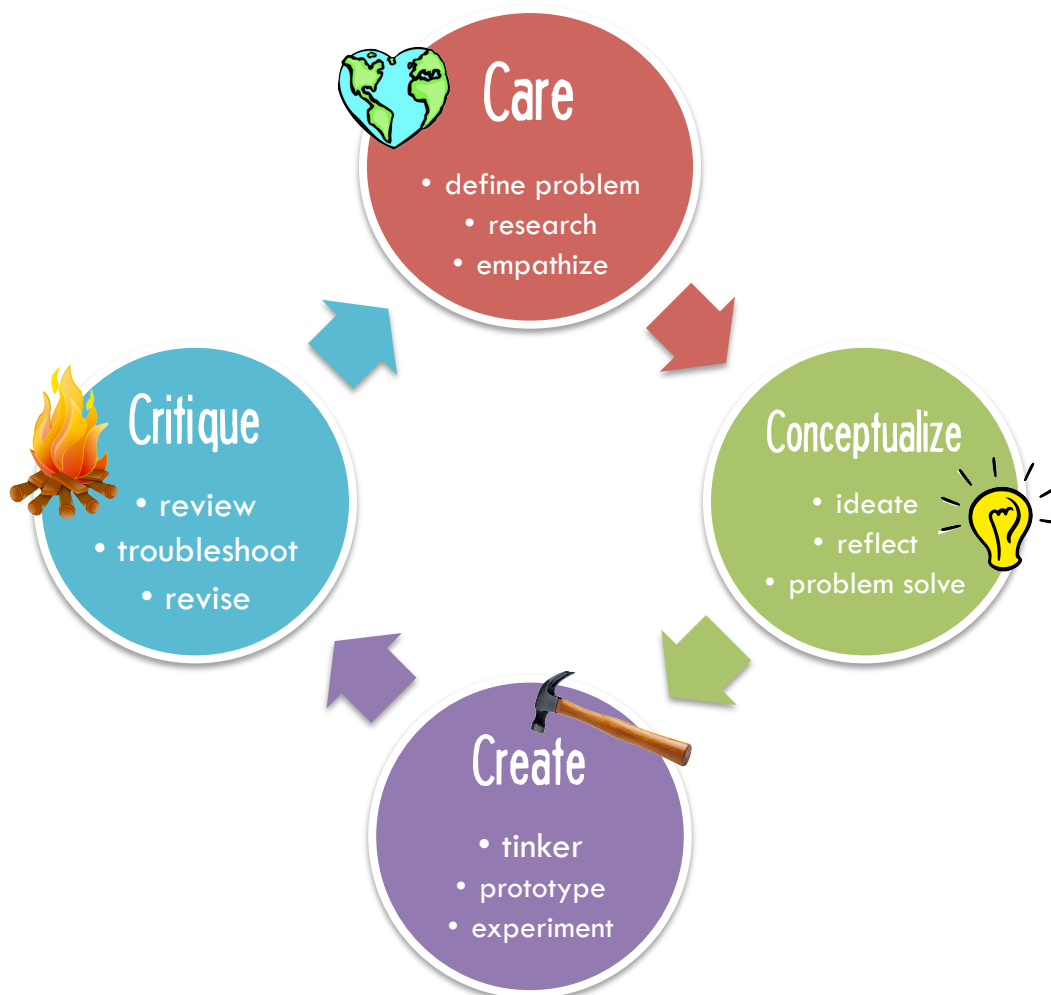 Care
• define problem
• research
• empathize
Conceptualize
• ideate
• reflect
• problem solve
Create
• tinker
• prototype
• experiment
Critique
• review
• troubleshoot
• revise